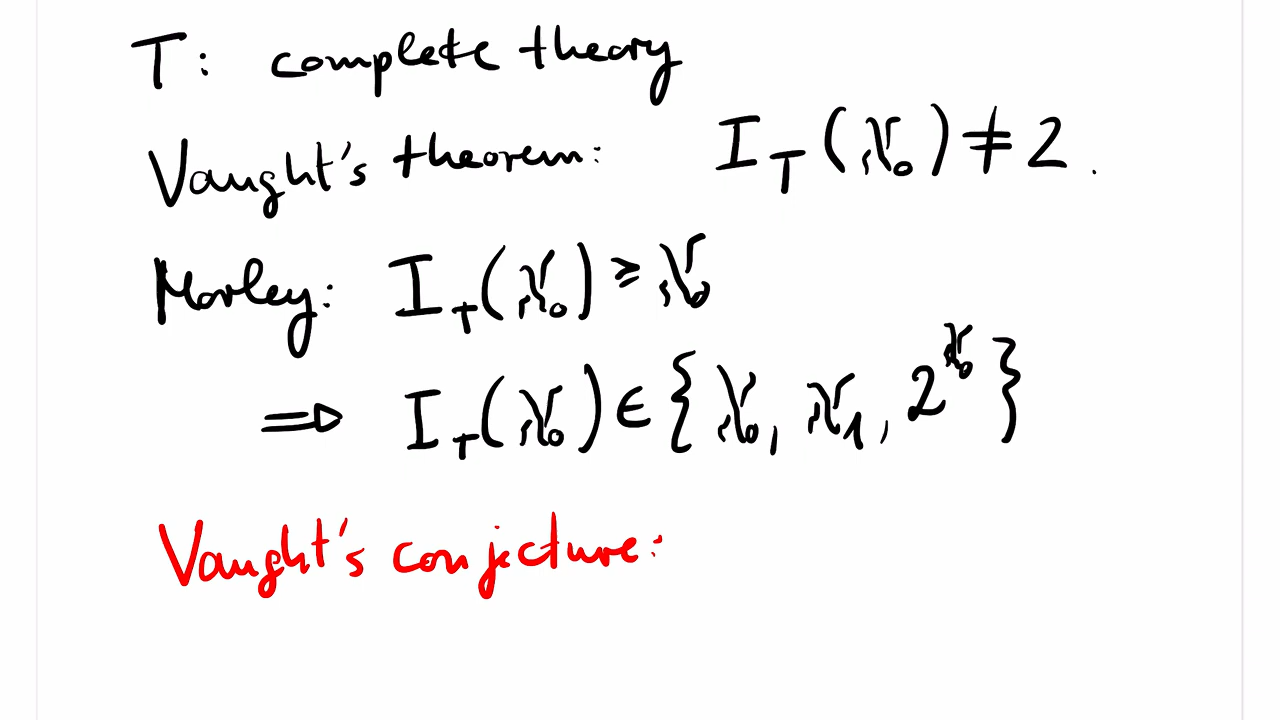 T: complete theory
Vaught's theorem: I_T(ℵ₀) ≠ 2.
Morley: I_T(ℵ₀) ≥ ℵ₀
⇒ I_T(ℵ₀) ∈ {ℵ₀, ℵ₁, 2^ℵ₀}
Vaught's conjecture: